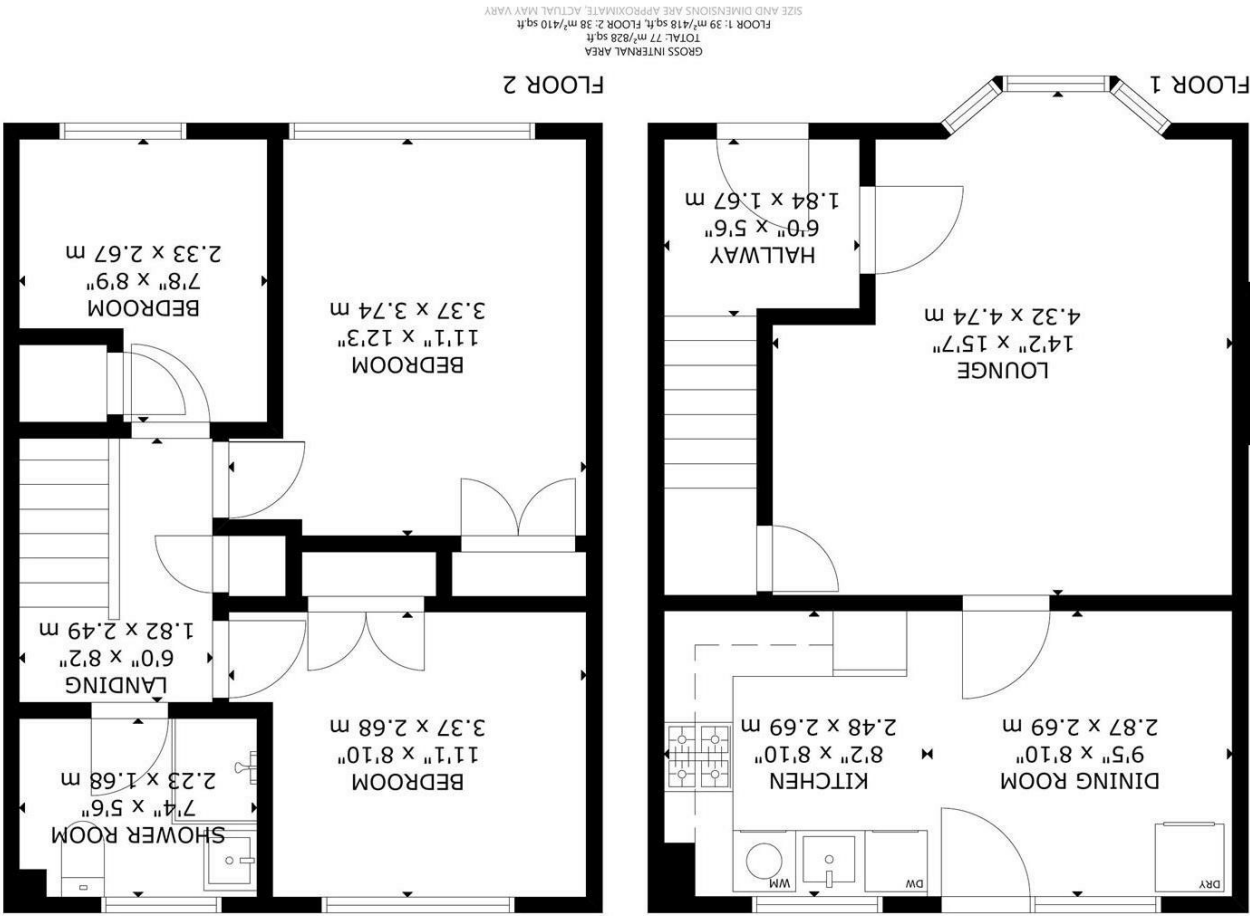 DRY
DW
WM
DINING ROOM
9'5" x 8'10"
2.87 x 2.69 m
KITCHEN
8'2" x 8'10"
2.48 x 2.69 m
LOUNGE
14'2" x 15'7"
4.32 x 4.74 m
HALLWAY
6'0" x 5'6"
1.84 x 1.67 m
FLOOR 1
BEDROOM
11'1" x 8'10"
3.37 x 2.68 m
SHOWER ROOM
7'4" x 5'6"
2.23 x 1.68 m
LANDING
6'0" x 8'2"
1.82 x 2.49 m
BEDROOM
11'1" x 12'3"
3.37 x 3.74 m
BEDROOM
7'8" x 8'9"
2.33 x 2.67 m
FLOOR 2
GROSS INTERNAL AREA
TOTAL: 77 m²/828 sq.ft
FLOOR 1: 39 m²/418 sq.ft, FLOOR 2: 38 m²/410 sq.ft
SIZE AND DIMENSIONS ARE APPROXIMATE, ACTUAL MAY VARY